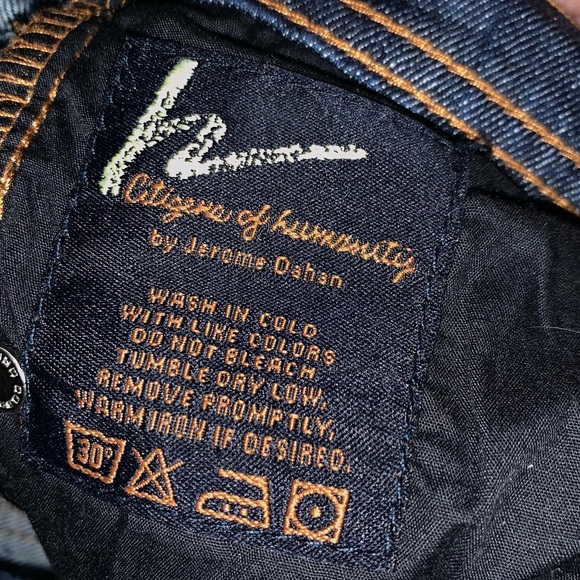 h
Citizens of humanity
by Jerome Dahan
WASH IN COLD
WITH LIKE COLORS
DO NOT BLEACH
TUMBLE DRY LOW,
REMOVE PROMPTLY,
WARM IRON IF DESIRED.
30°